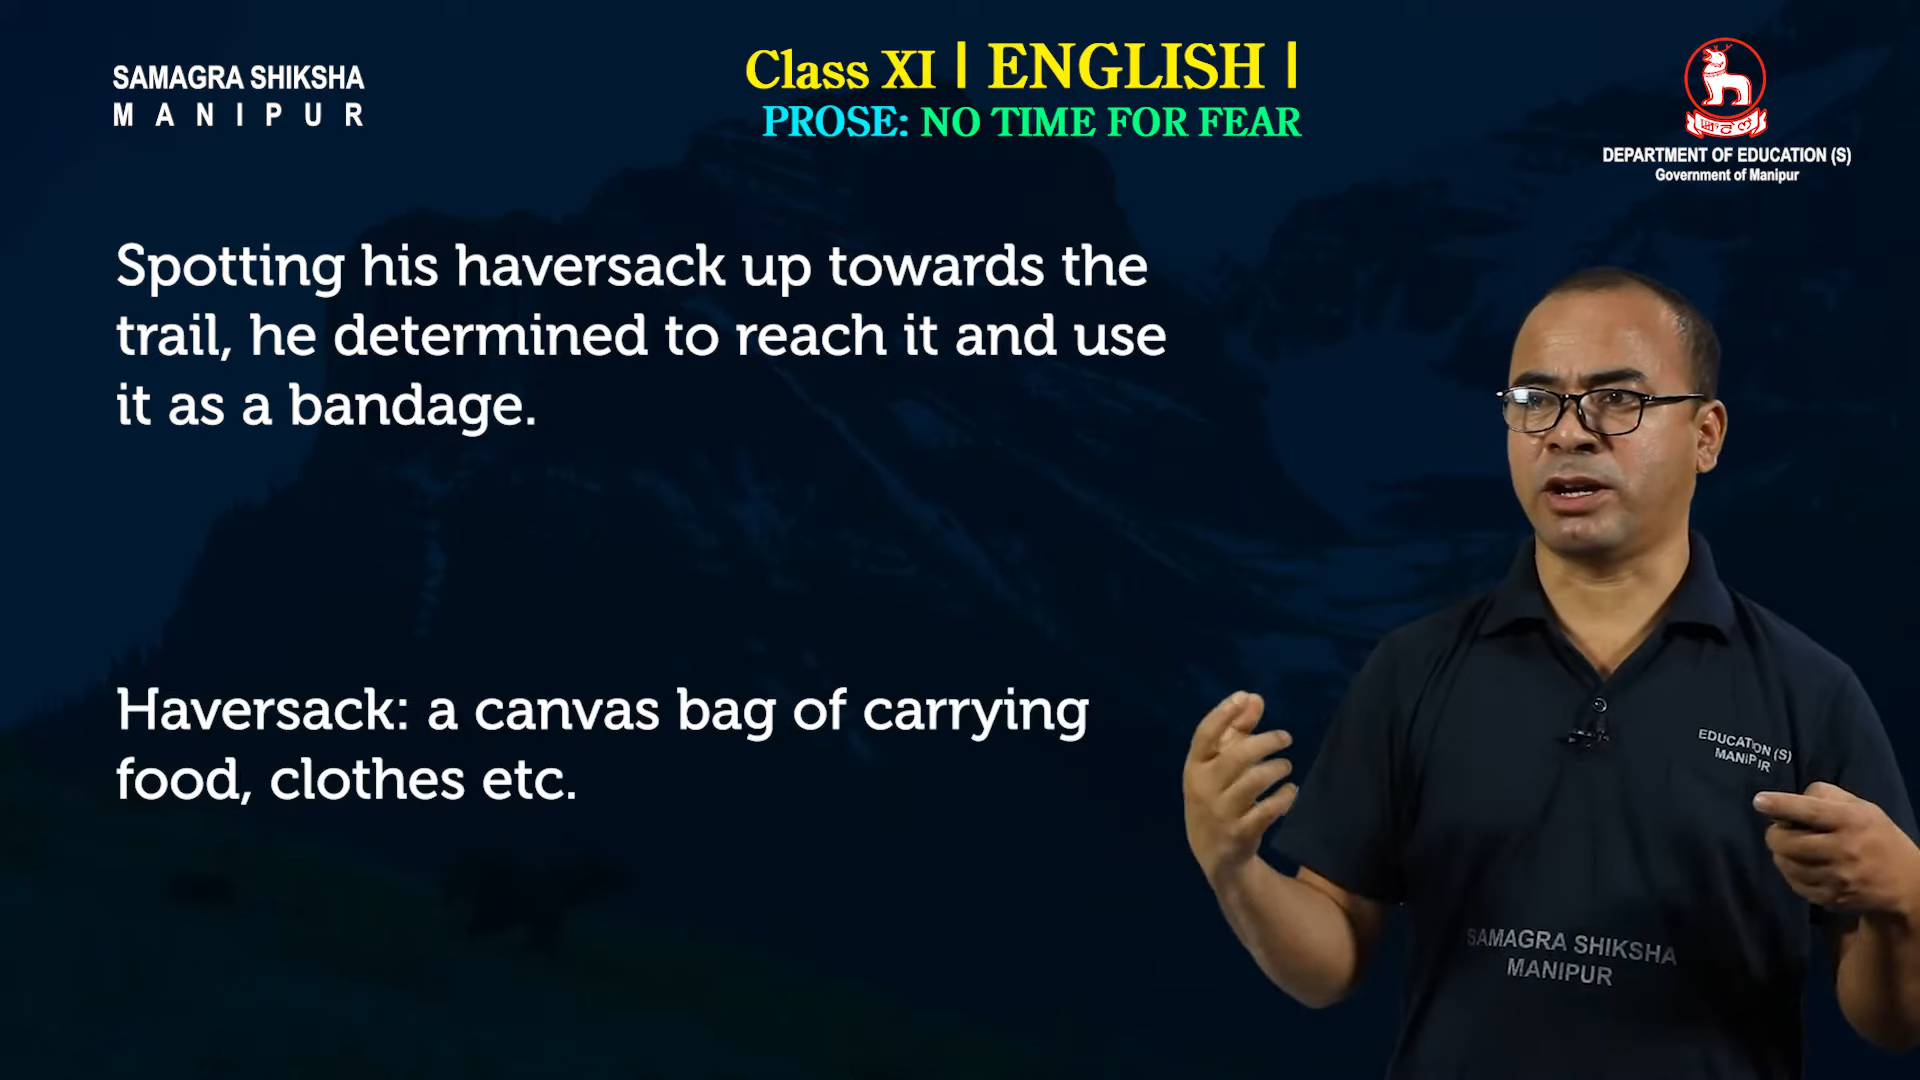 SAMAGRA SHIKSHA
MANIPUR
Class XI | ENGLISH |
PROSE: NO TIME FOR FEAR
DEPARTMENT OF EDUCATION (S)
Government of Manipur
Spotting his haversack up towards the
trail, he determined to reach it and use
it as a bandage.
Haversack: a canvas bag of carrying
food, clothes etc.
EDUCATION (S)
MANIPUR
SAMAGRA SHIKSHA
MANIPUR